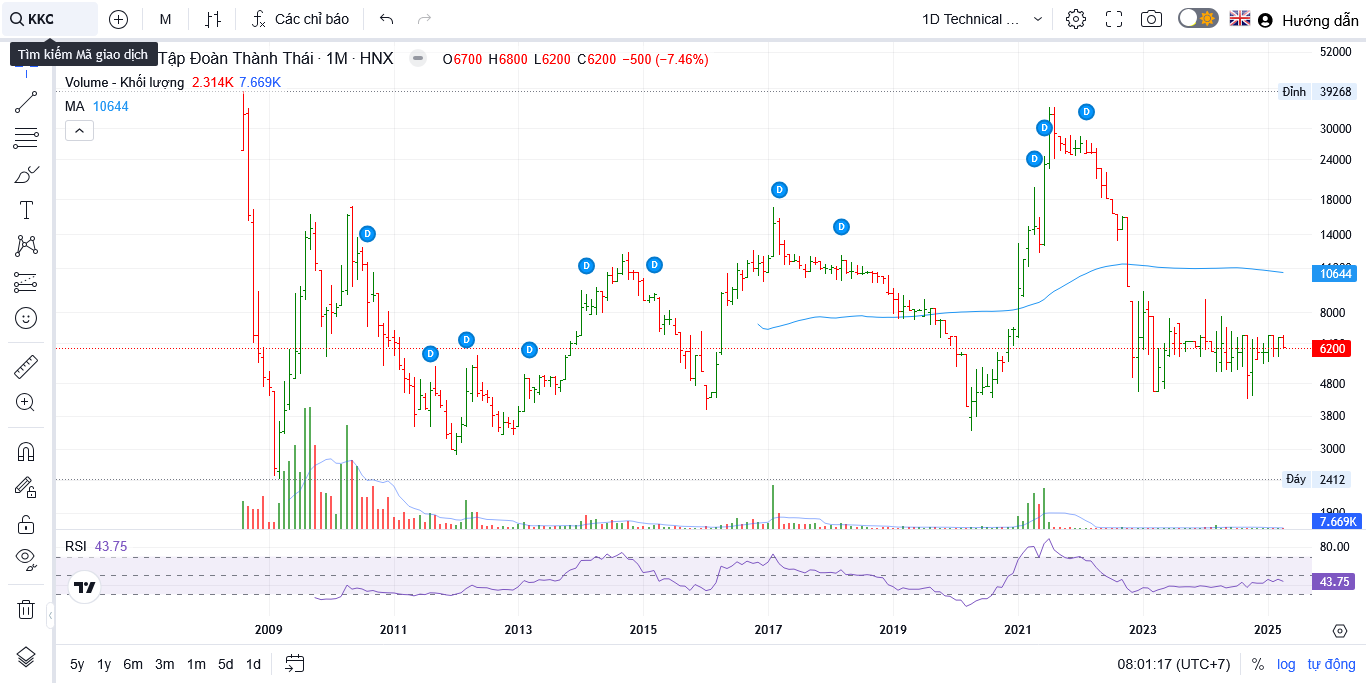 KKC
M
Các chỉ báo
1D Technical ...
Hướng dẫn
Tìm kiếm Mã giao dịch
Tập Đoàn Thành Thái · 1M · HNX
O6700 H6800 L6200 C6200 −500 (−7.46%)
Volume - Khối lượng 2.314K 7.669K
MA 10644
52000
Đỉnh 39268
30000
24000
18000
14000
10644
8000
6200
4800
3800
3000
Đáy 2412
1900
7.669K
D
D
D
D
D
D
D
D
D
D
D
RSI 43.75
80.00
43.75
2009 2011 2013 2015 2017 2019 2021 2023 2025
5y 1y 6m 3m 1m 5d 1d
08:01:17 (UTC+7) % log tự động